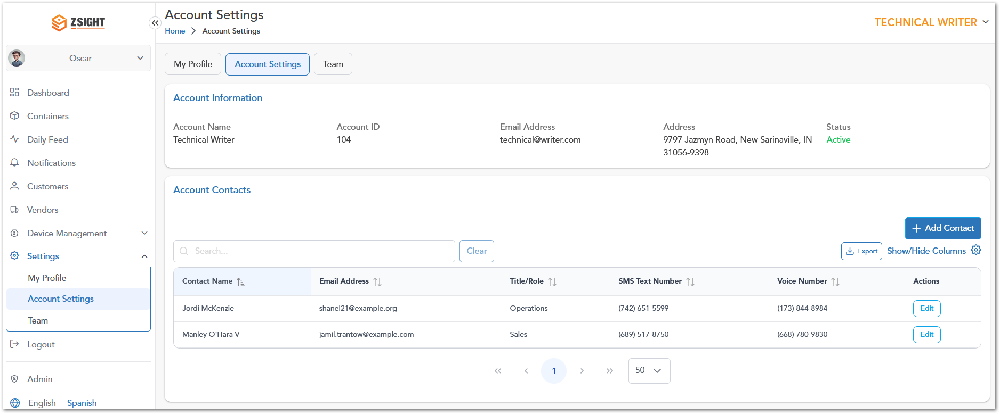 ZSIGHT
Account Settings
Home > Account Settings
TECHNICAL WRITER
Oscar
Dashboard
Containers
Daily Feed
Notifications
Customers
Vendors
Device Management
Settings
My Profile
Account Settings
Team
Logout
Admin
English - Spanish
My Profile
Account Settings
Team
Account Information
Account Name
Technical Writer
Account ID
104
Email Address
technical@writer.com
Address
9797 Jazmyn Road, New Sarinaville, IN
31056-9398
Status
Active
Account Contacts
Add Contact
Search...
Clear
Export
Show/Hide Columns
Contact Name Email Address Title/Role SMS Text Number Voice Number Actions
Jordi McKenzie shanel21@example.org Operations (742) 651-5599 (173) 844-8984 Edit
Manley O'Hara V jamil.trantow@example.com Sales (689) 517-8750 (668) 780-9830 Edit
1
50